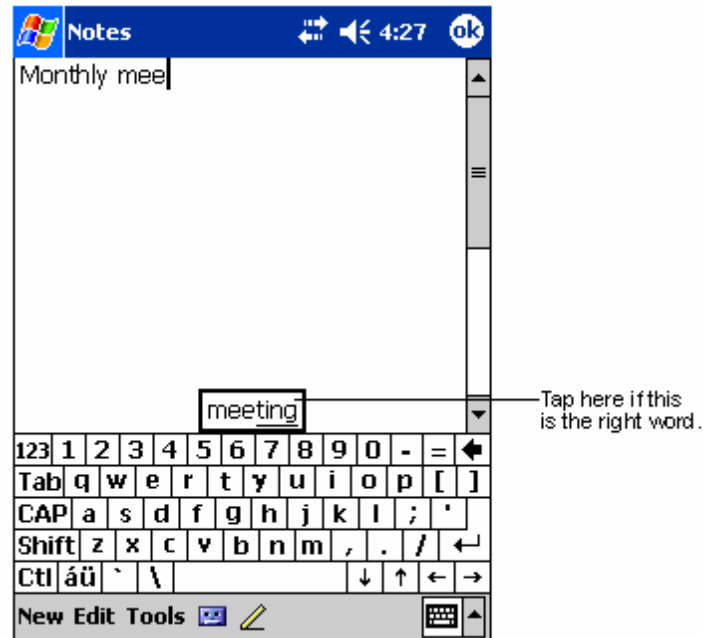 Notes 4:27 ok
Monthly mee
meeting
Tap here if this
is the right word.
123 1 2 3 4 5 6 7 8 9 0 - =
Tab q w e r t y u i o p [ ]
CAP a s d f g h j k l ; '
Shift z x c v b n m , . / ↵
Ctl áü ` \ ↓ ↑ ← →
New Edit Tools